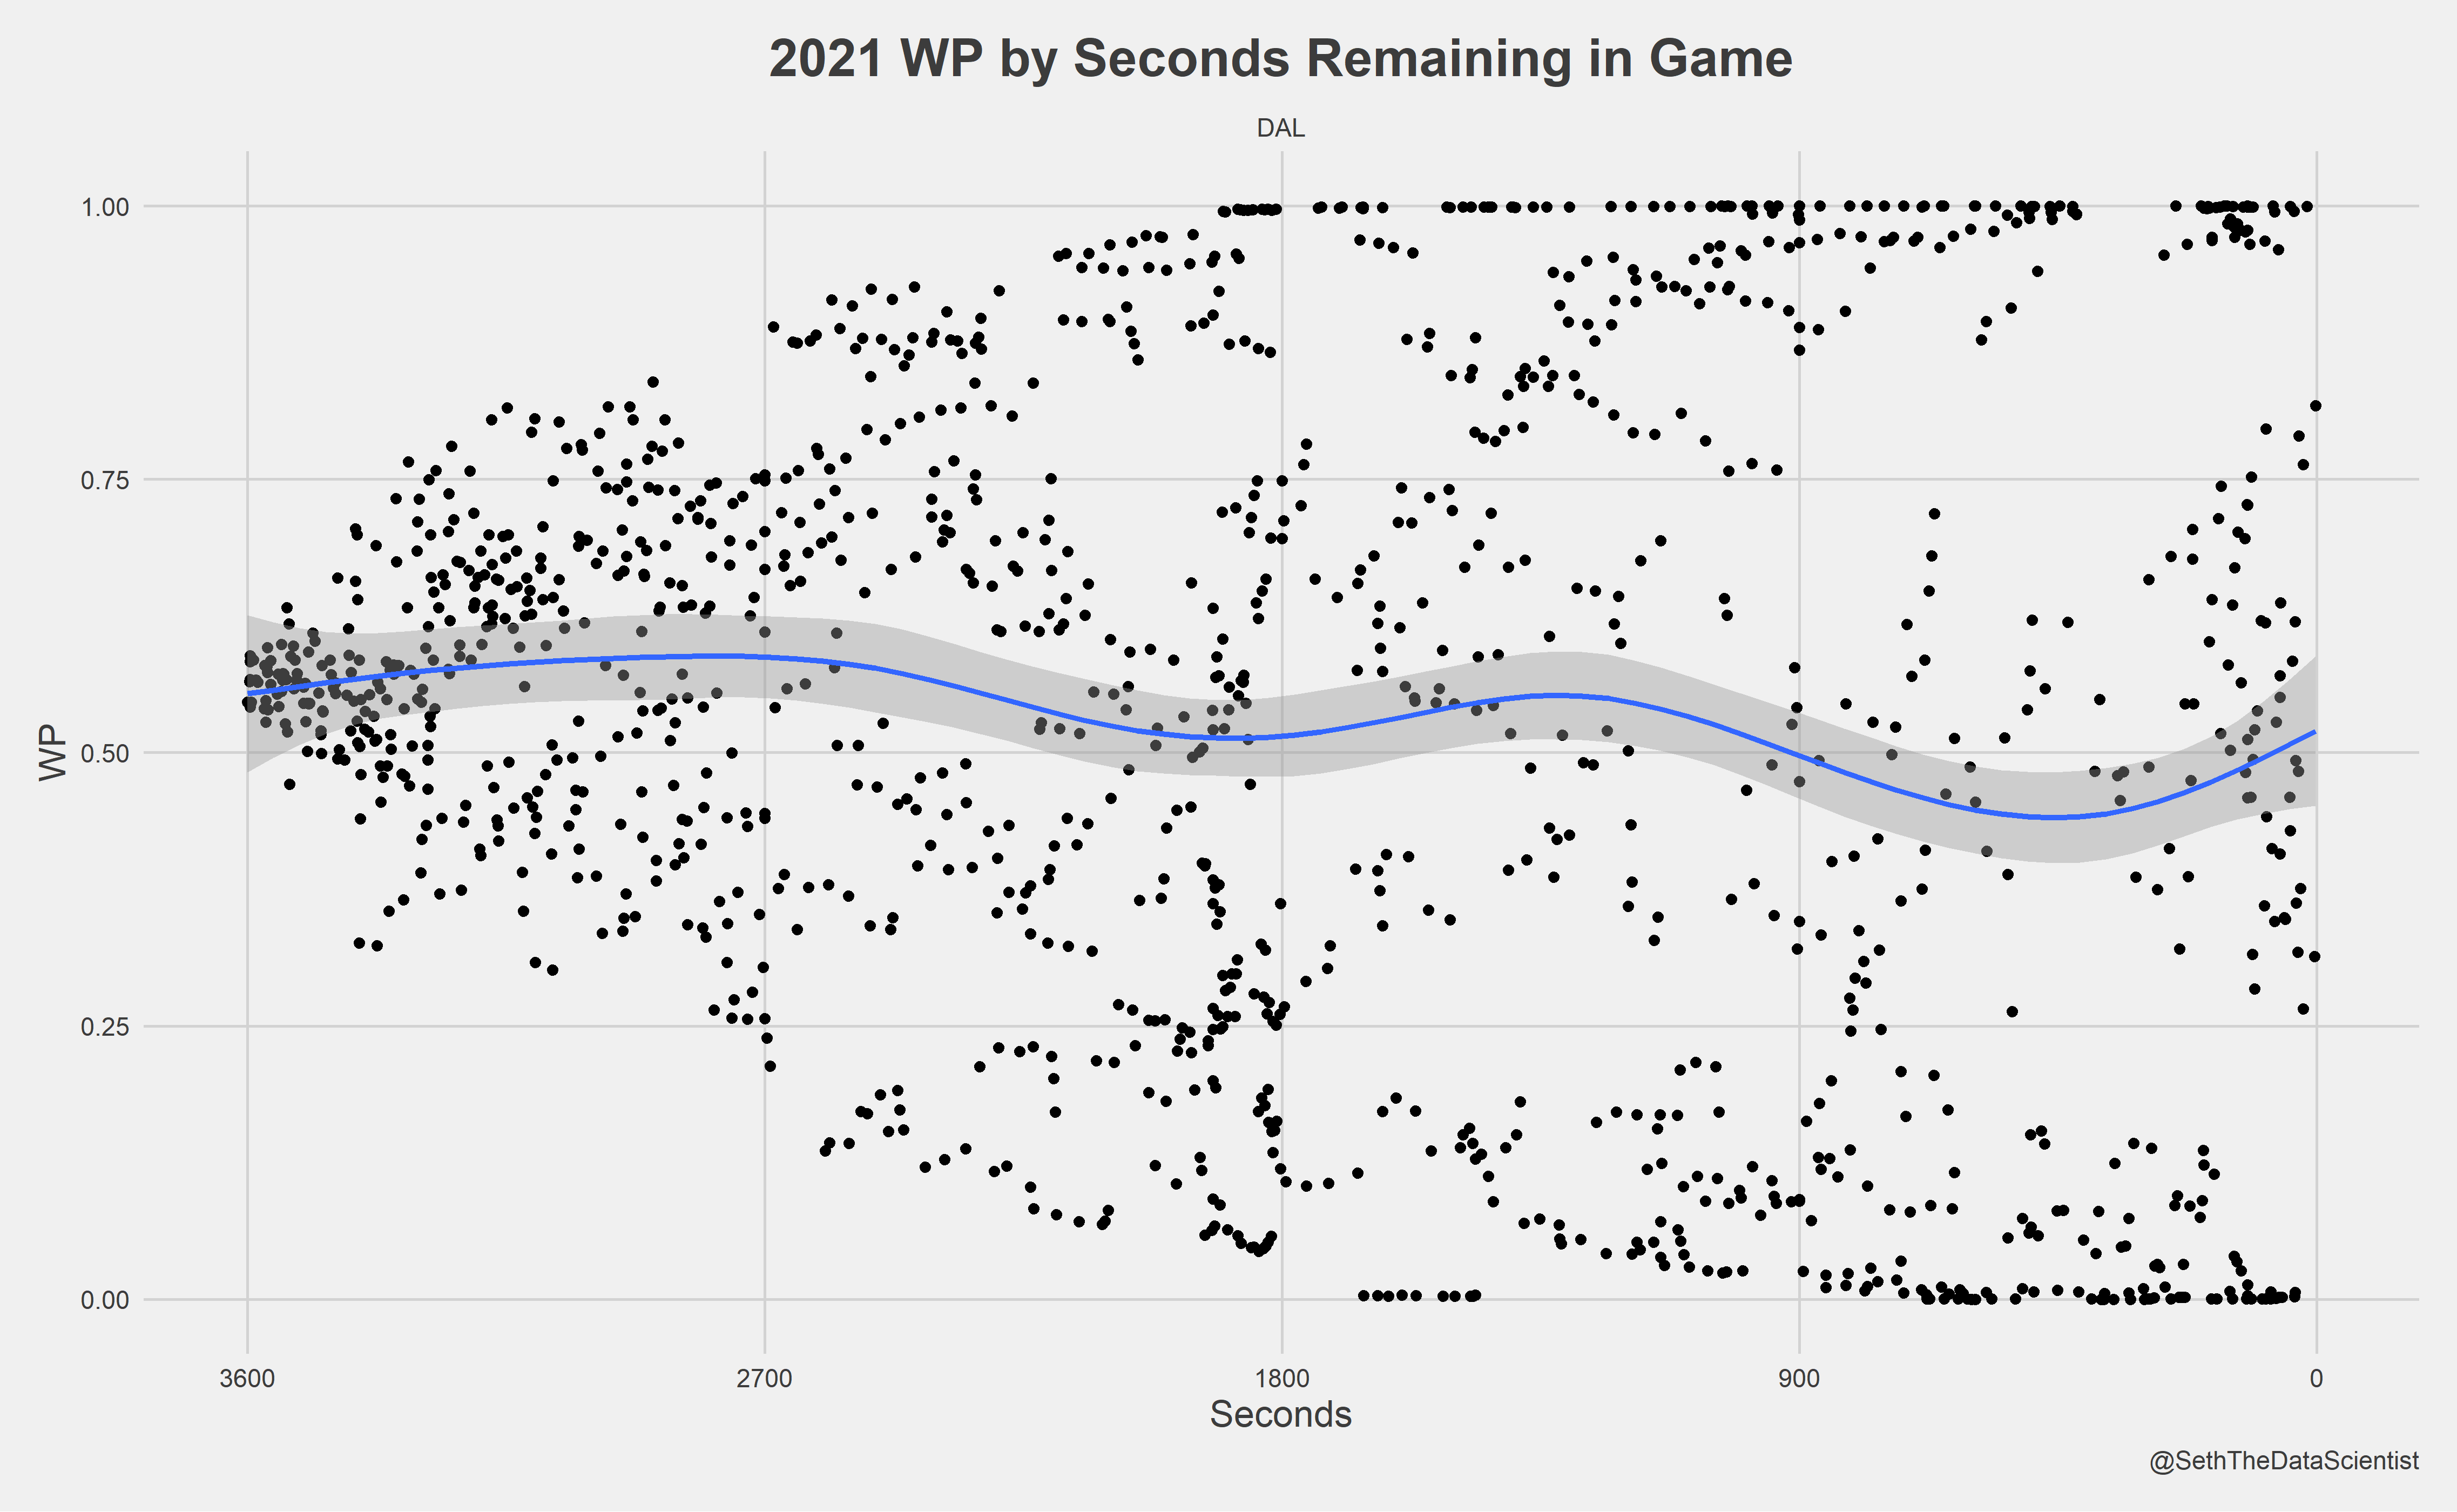 2021 WP by Seconds Remaining in Game
DAL
1.00
0.75
0.50
0.25
0.00
WP
3600 2700 1800 900 0
Seconds
@SethTheDataScientist